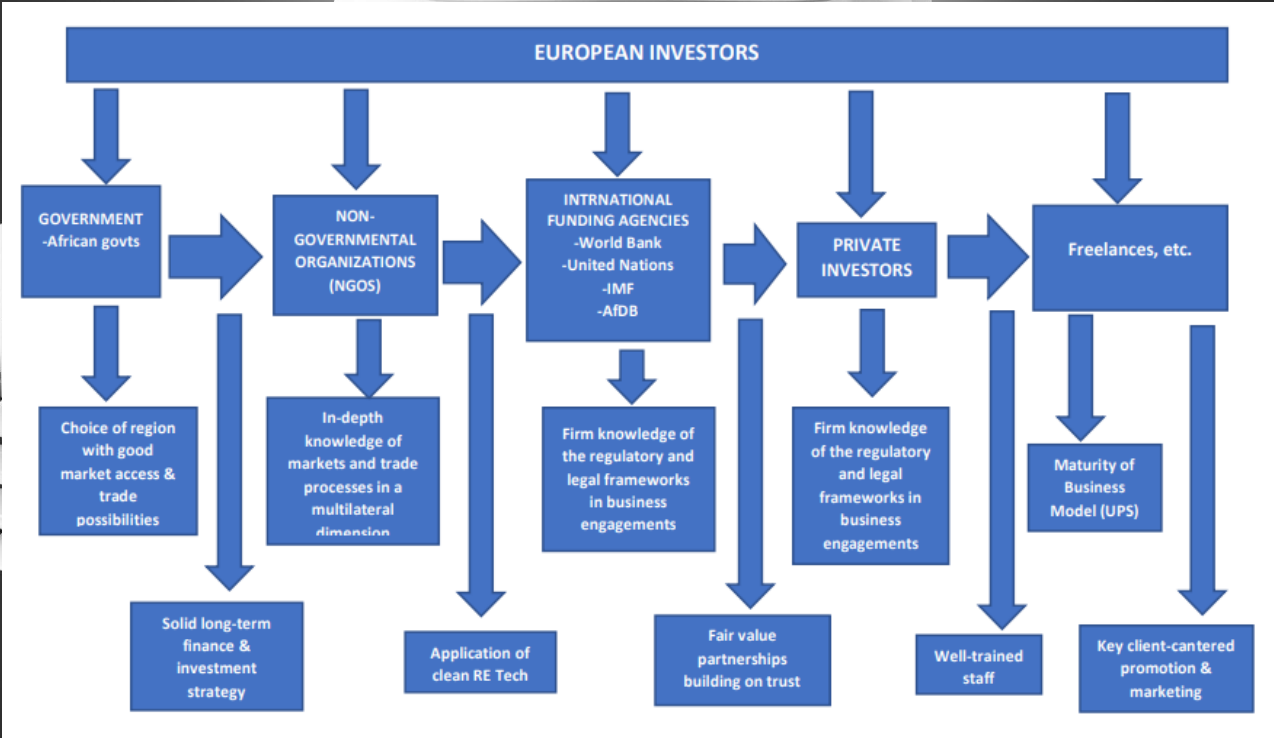 EUROPEAN INVESTORS
GOVERNMENT
-African govts
NON-
GOVERNMENTAL
ORGANIZATIONS
(NGOS)
INTRNATIONAL
FUNDING AGENCIES
-World Bank
-United Nations
-IMF
-AfDB
PRIVATE
INVESTORS
Freelances, etc.
Choice of region
with good
market access &
trade
possibilities
In-depth
knowledge of
markets and trade
processes in a
multilateral
dimension
Firm knowledge of
the regulatory and
legal frameworks
in business
engagements
Firm knowledge
of the regulatory
and legal
frameworks in
business
engagements
Maturity of
Business
Model (UPS)
Solid long-term
finance &
investment
strategy
Application of
clean RE Tech
Fair value
partnerships
building on trust
Well-trained
staff
Key client-cantered
promotion &
marketing